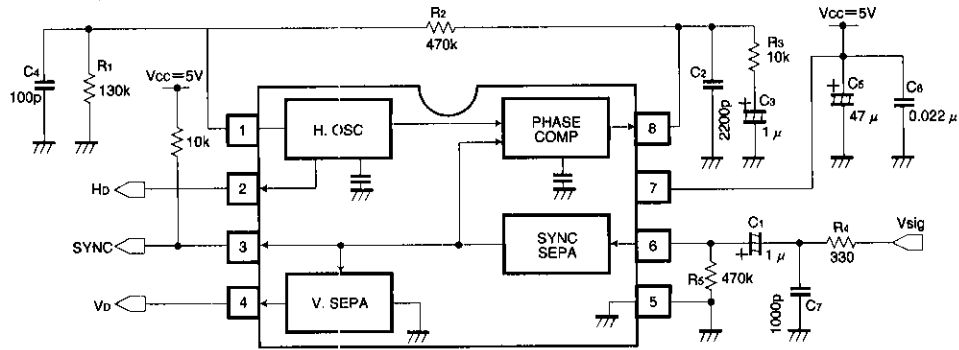 R2
470k
Vcc=5V
C4
100p
R1
130k
Vcc=5V
10k
C2
2200p
R3
10k
C3
+
1 μ
+
C5
47 μ
C6
0.022 μ
1
H. OSC
PHASE
COMP
8
HD
2
7
SYNC
3
SYNC
SEPA
6
C1
+
1 μ
R4
330
Vsig
VD
4
V. SEPA
5
R5
470k
1000p
C7